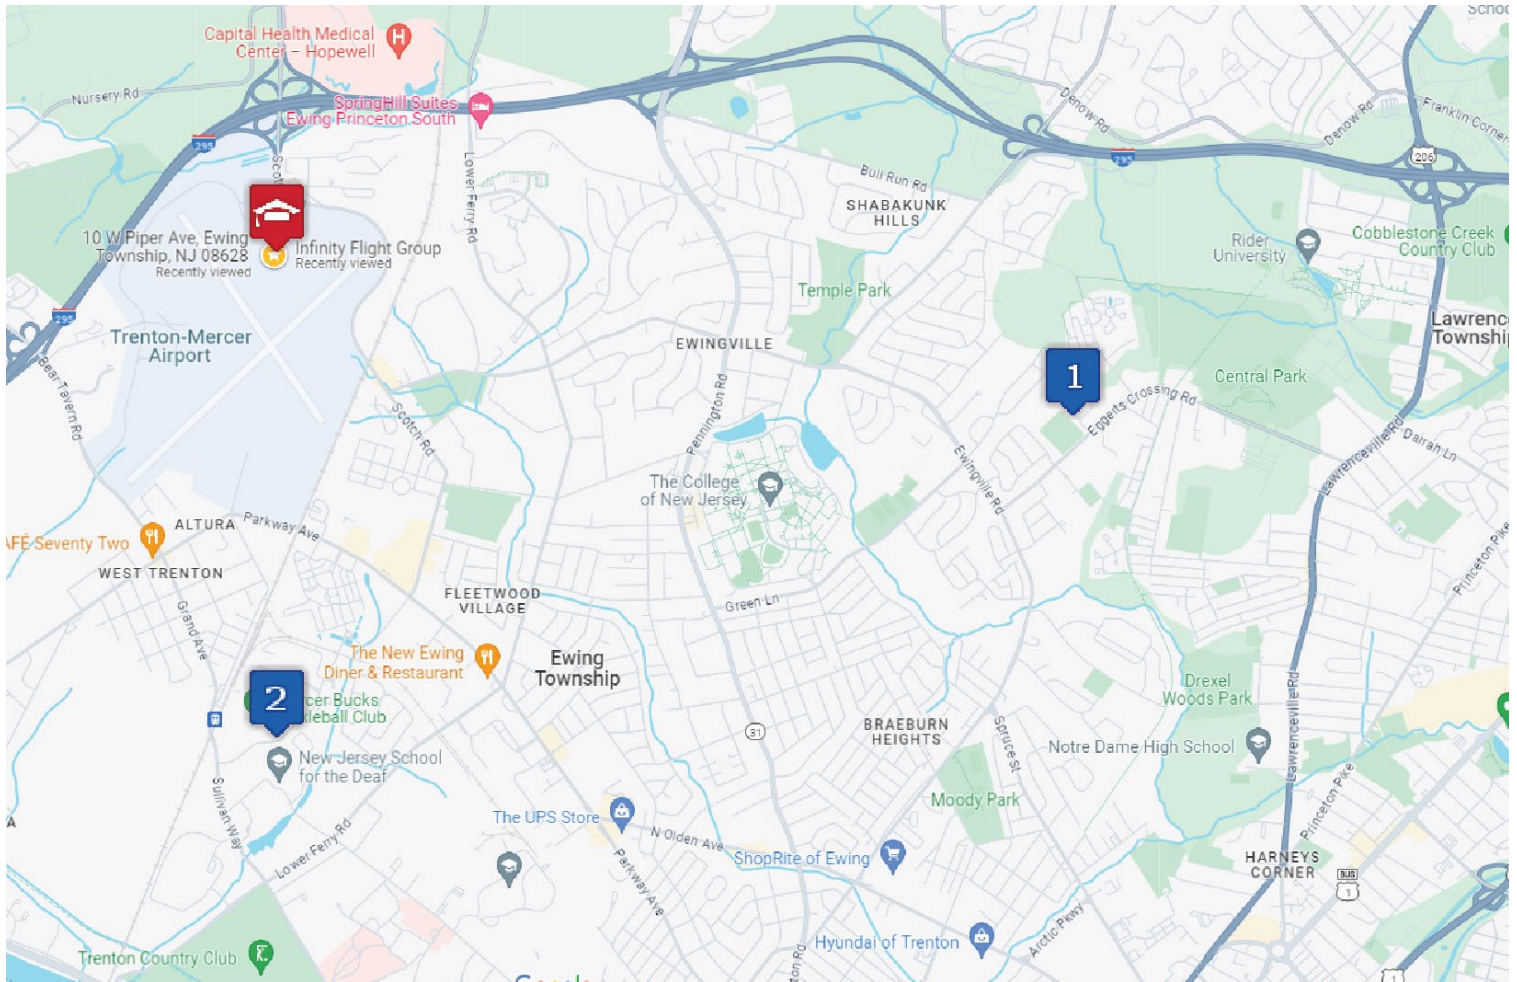 Capital Health Medical
Center – Hopewell
Nursery Rd
SpringHill Suites
Ewing Princeton South
295
Lower Ferry Rd
10 W Piper Ave, Ewing
Township, NJ 08628
Recently viewed
Infinity Flight Group
Recently viewed
295
Trenton-Mercer
Airport
Bear Tavern Rd
Scotch Rd
Denow Rd
295
Denow Rd
Franklin Corner
206
Bull Run Rd
SHABAKUNK
HILLS
Rider
University
Cobblestone Creek
Country Club
Temple Park
EWINGVILLE
Lawrence
Township
1
Central Park
Eggerts Crossing Rd
Pennington Rd
Darrah Ln
Lawrenceville Rd
Ewingville Rd
The College
of New Jersey
ALTURA
Parkway Ave
AFÉ Seventy Two
WEST TRENTON
Princeton Pike
FLEETWOOD
VILLAGE
Green Ln
Grand Ave
The New Ewing
Diner & Restaurant
Ewing
Township
2
cer Bucks
kleball Club
Drexel
Woods Park
Lawrenceville Rd
31
BRAEBURN
HEIGHTS
Spruce St
Notre Dame High School
New Jersey School
for the Deaf
Sullivan Way
Lower Ferry Rd
Moody Park
Princeton Pike
The UPS Store
N Olden Ave
ShopRite of Ewing
Parkway Ave
HARNEYS
CORNER
BUS
1
Arctic Pkwy
Trenton Country Club
Hyundai of Trenton
ton Rd
1